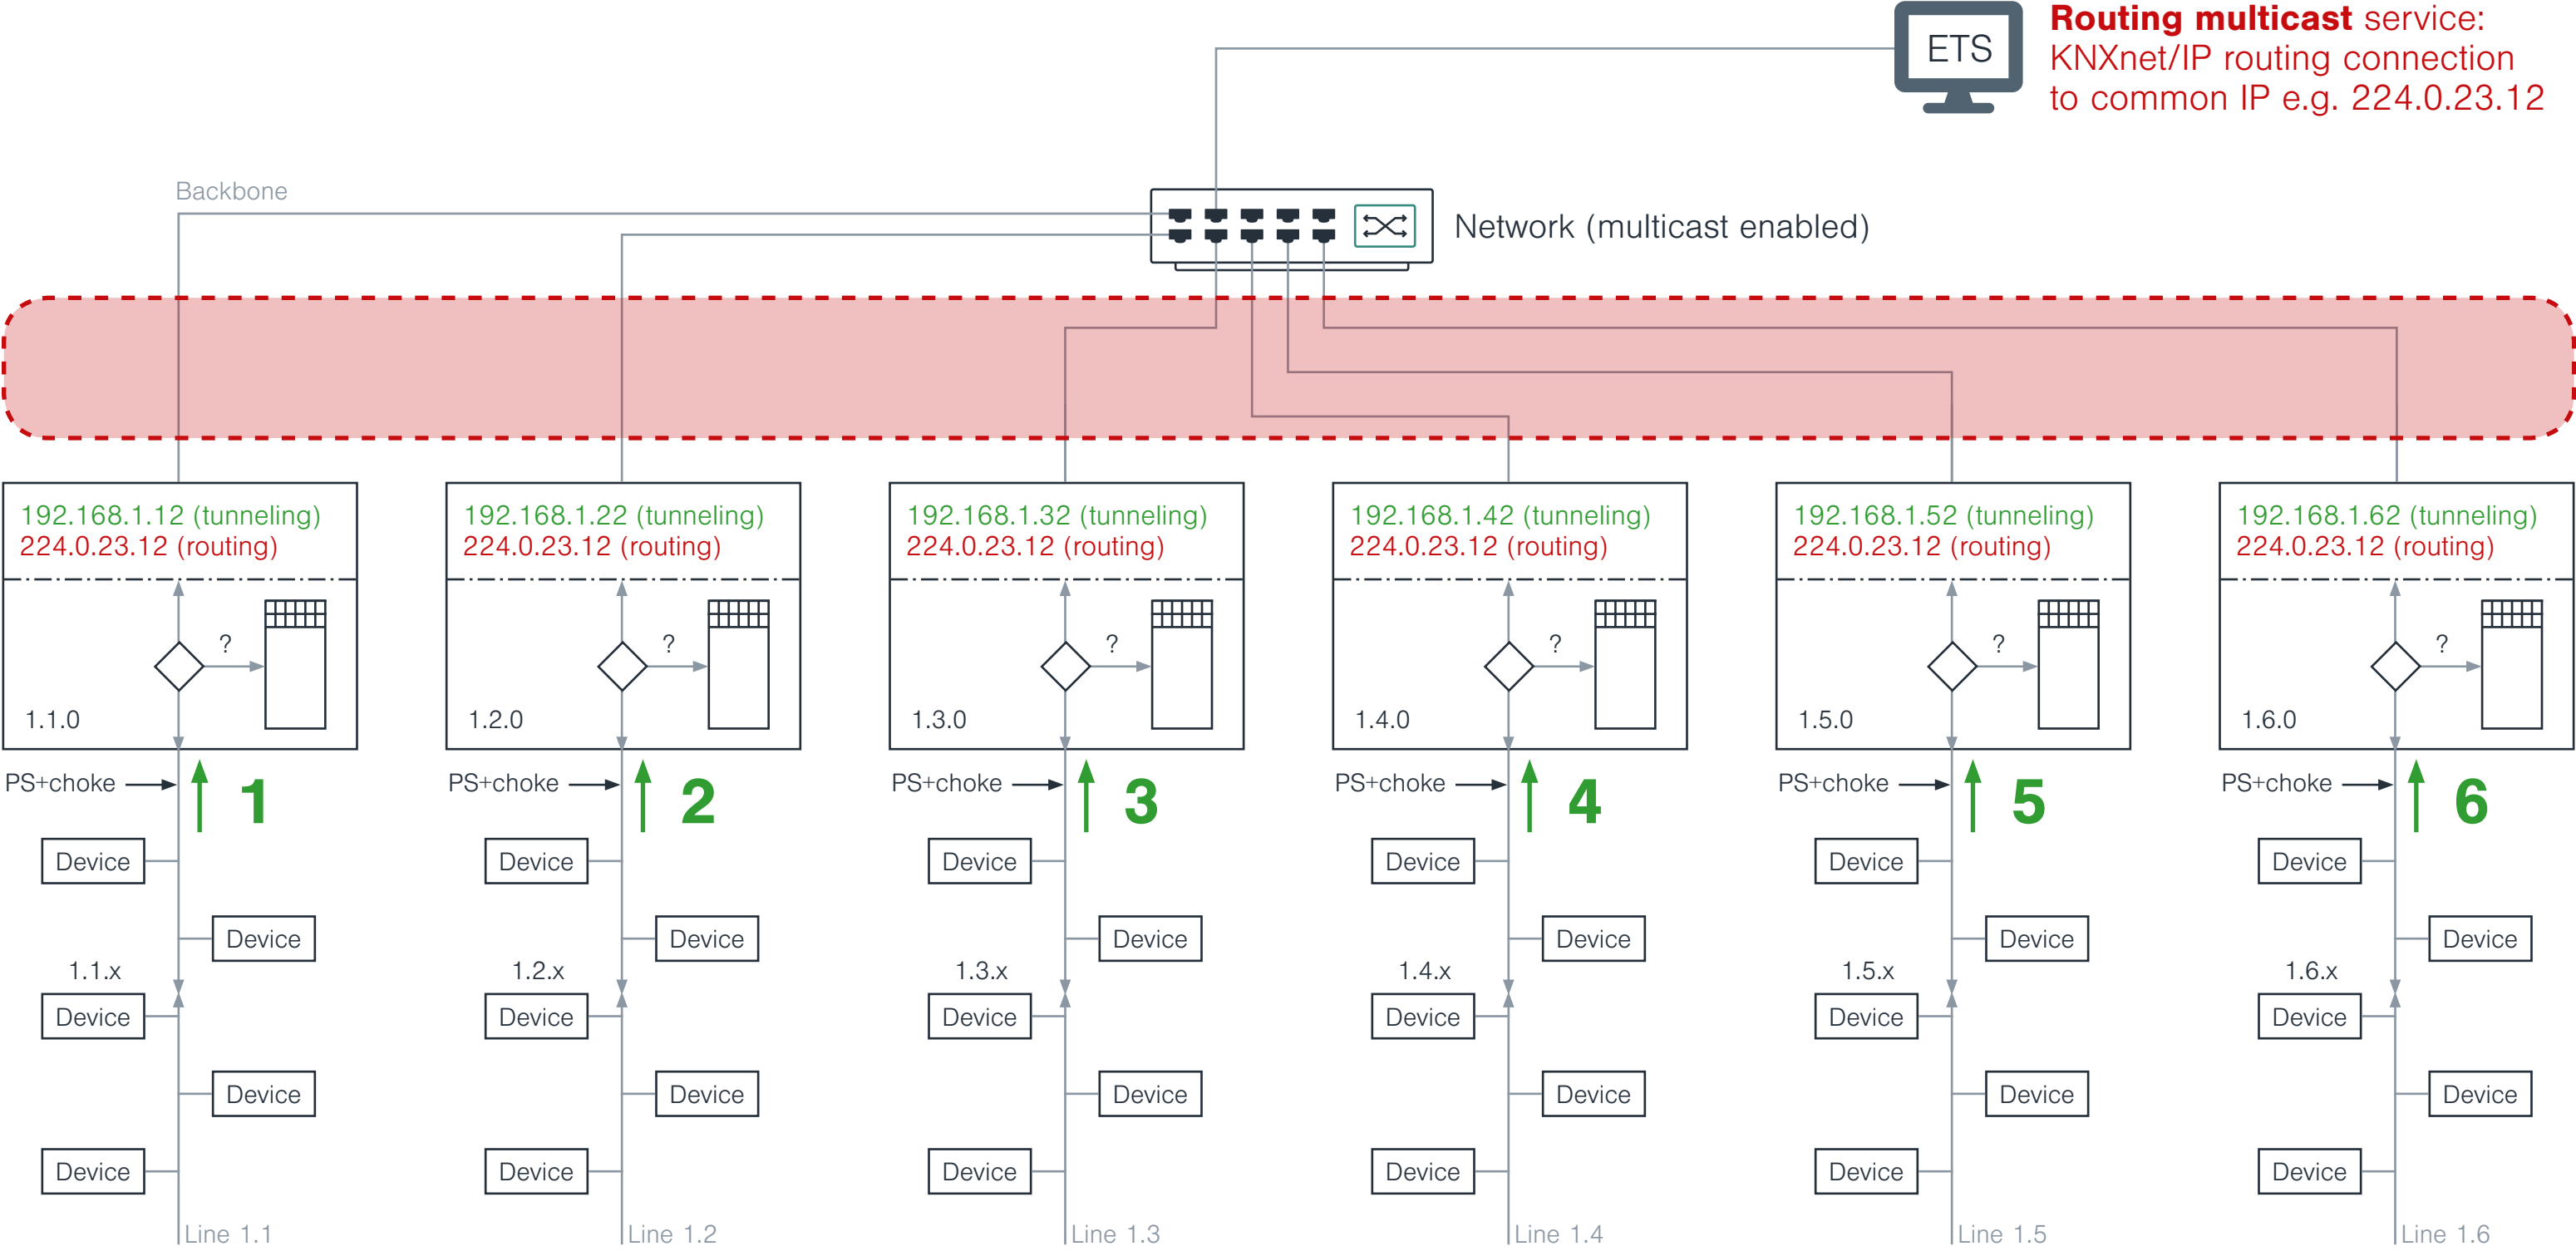 Routing multicast service:
KNXnet/IP routing connection
to common IP e.g. 224.0.23.12
ETS
Backbone
Network (multicast enabled)
192.168.1.12 (tunneling)
224.0.23.12 (routing)
?
1.1.0
192.168.1.22 (tunneling)
224.0.23.12 (routing)
?
1.2.0
192.168.1.32 (tunneling)
224.0.23.12 (routing)
?
1.3.0
192.168.1.42 (tunneling)
224.0.23.12 (routing)
?
1.4.0
192.168.1.52 (tunneling)
224.0.23.12 (routing)
?
1.5.0
192.168.1.62 (tunneling)
224.0.23.12 (routing)
?
1.6.0
PS+choke
1
Device
Device
1.1.x
Device
Device
Device
Line 1.1
PS+choke
2
Device
Device
1.2.x
Device
Device
Device
Line 1.2
PS+choke
3
Device
Device
1.3.x
Device
Device
Device
Line 1.3
PS+choke
4
Device
Device
1.4.x
Device
Device
Device
Line 1.4
PS+choke
5
Device
Device
1.5.x
Device
Device
Device
Line 1.5
PS+choke
6
Device
Device
1.6.x
Device
Device
Device
Line 1.6